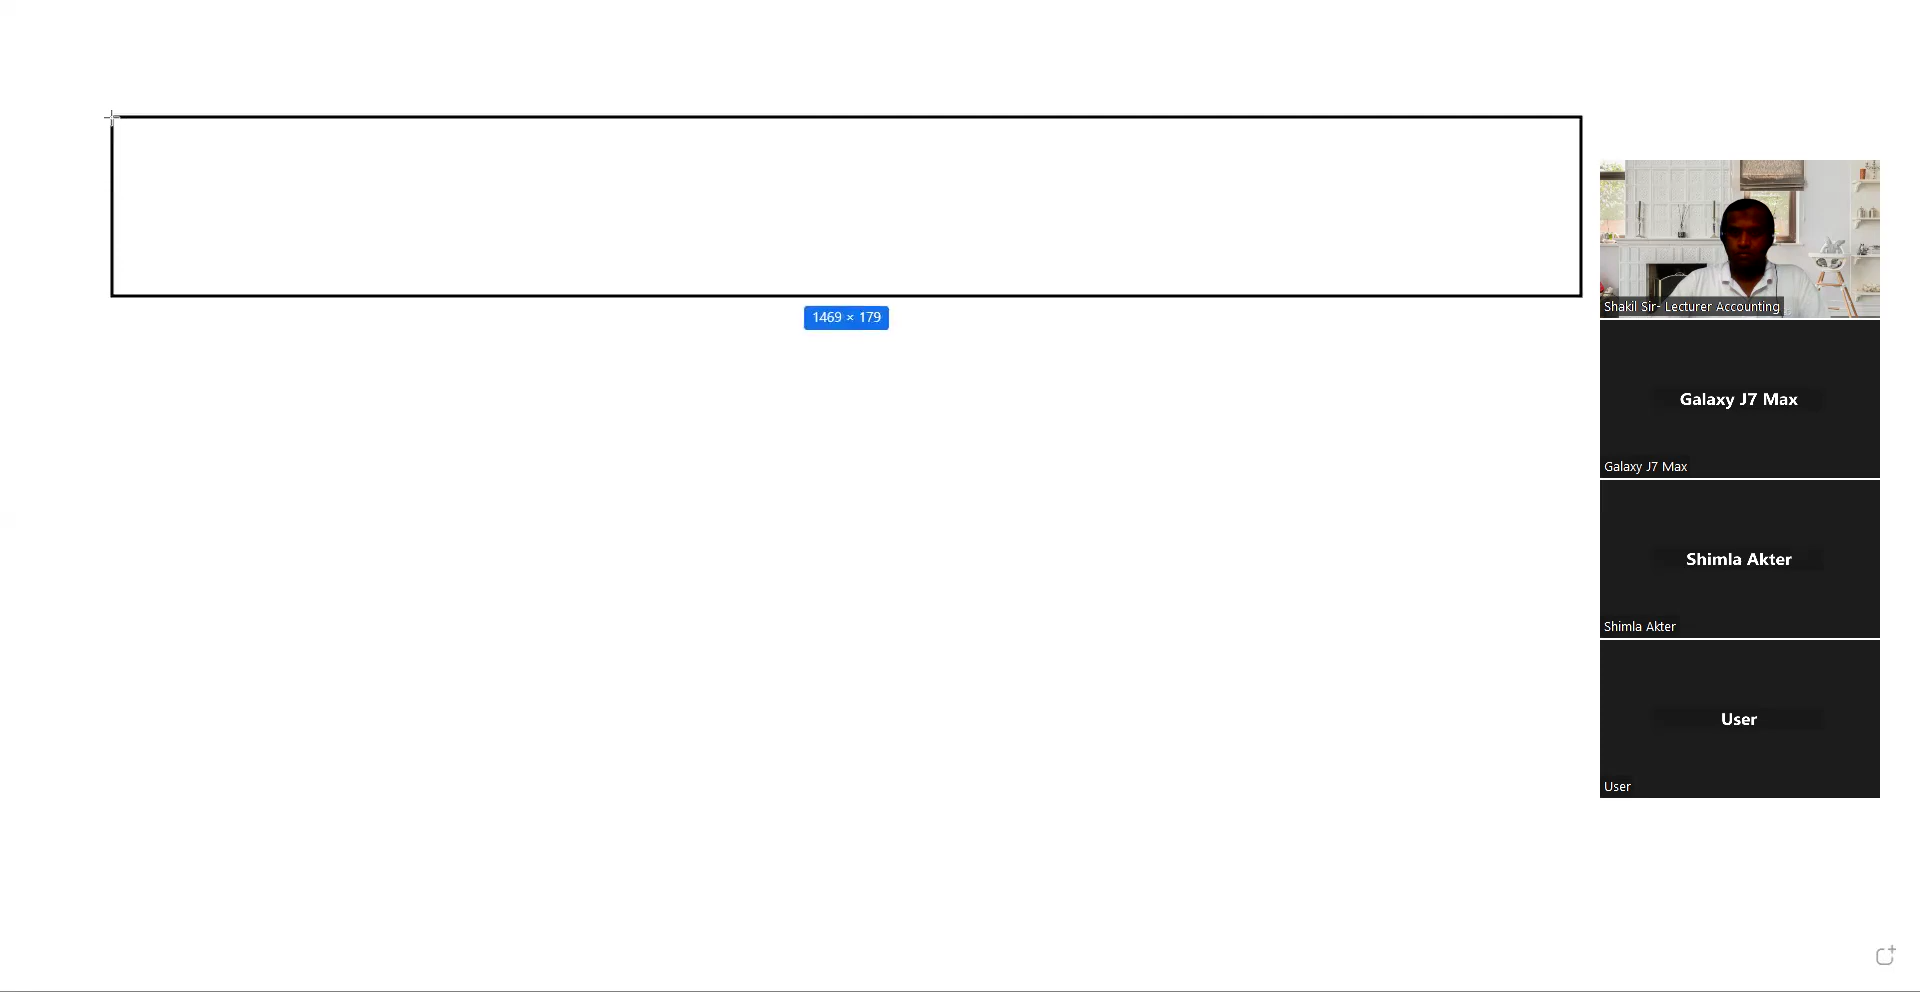 1469 × 179
Shakil Sir- Lecturer Accounting
Galaxy J7 Max
Galaxy J7 Max
Shimla Akter
Shimla Akter
User
User